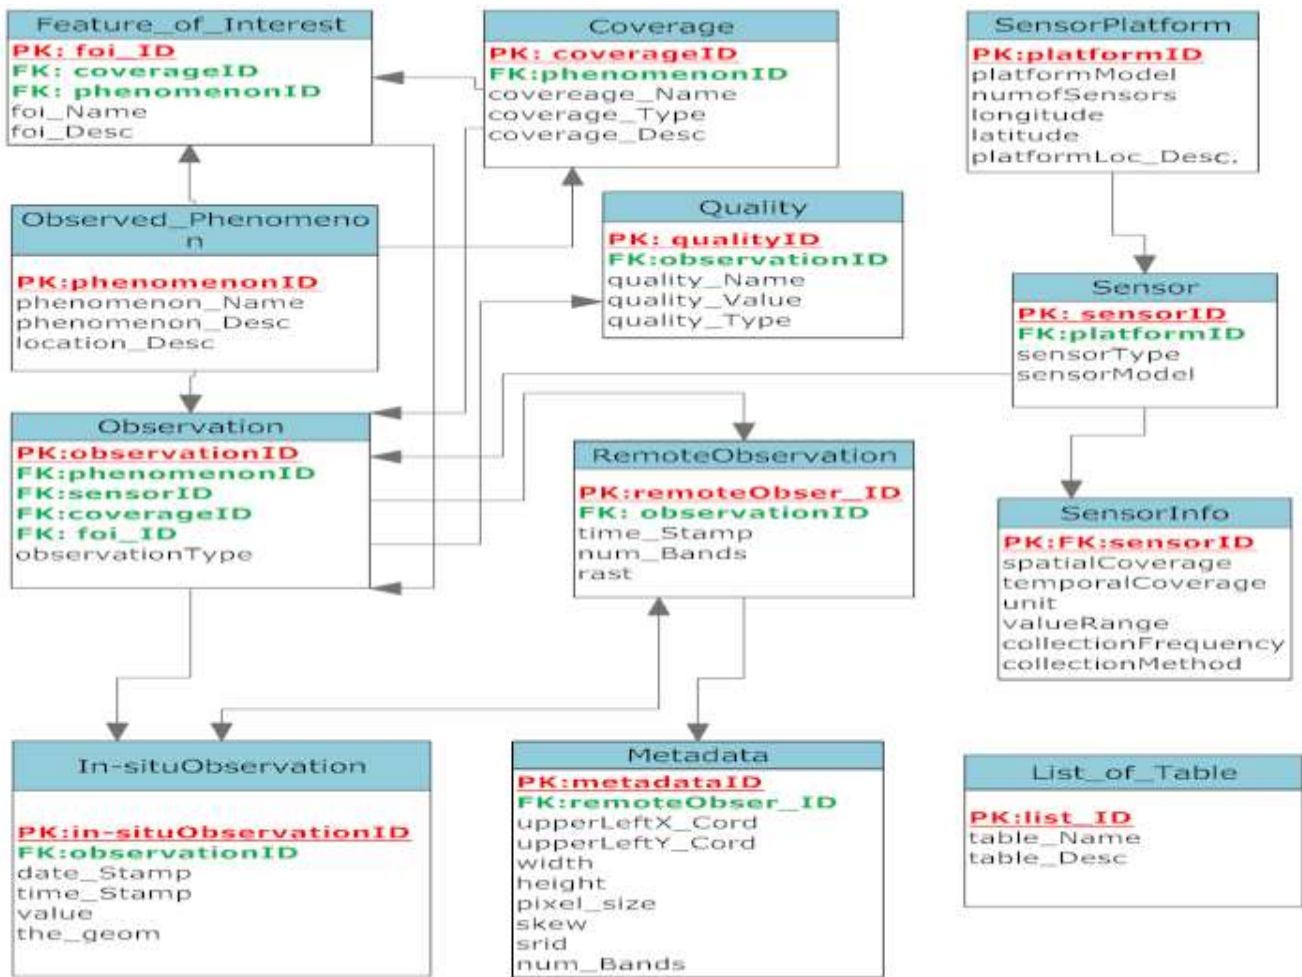 Feature_of_Interest
PK: foi_ID
FK: coverageID
FK: phenomenonID
foi_Name
foi_Desc
Coverage
PK: coverageID
FK:phenomenonID
covereage_Name
coverage_Type
coverage_Desc
SensorPlatform
PK:platformID
platformModel
numofSensors
longitude
latitude
platformLoc_Desc.
Observed_Phenomeno
n
PK:phenomenonID
phenomenon_Name
phenomenon_Desc
location_Desc
Quality
PK: qualityID
FK:observationID
quality_Name
quality_Value
quality_Type
Sensor
PK: sensorID
FK:platformID
sensorType
sensorModel
Observation
PK:observationID
FK:phenomenonID
FK:sensorID
FK:coverageID
FK: foi_ID
observationType
RemoteObservation
PK:remoteObser_ID
FK: observationID
time_Stamp
num_Bands
rast
SensorInfo
PK:FK:sensorID
spatialCoverage
temporalCoverage
unit
valueRange
collectionFrequency
collectionMethod
In-situObservation
PK:in-situObservationID
FK:observationID
date_Stamp
time_Stamp
value
the_geom
Metadata
PK:metadataID
FK:remoteObser_ID
upperLeftX_Cord
upperLeftY_Cord
width
height
pixel_size
skew
srid
num_Bands
List_of_Table
PK:list_ID
table_Name
table_Desc